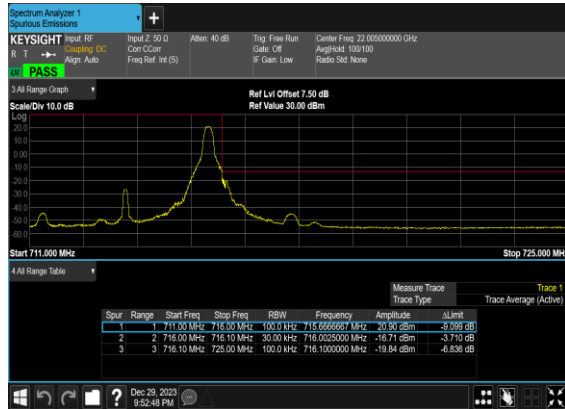 Spectrum Analyzer 1
Spurious Emissions
KEYSIGHT Input: RF Input Z: 50 Ω Atten: 40 dB Trig: Free Run Center Freq: 22.005000000 GHz
R T Coupling: DC Corr CCorr Gate: Off Avg|Hold: 100/100
Align: Auto Freq Ref: Int (S) IF Gain: Low Radio Std: None
PASS
3 All Range Graph
Ref Lvl Offset 7.50 dB
Scale/Div 10.0 dB Ref Value 30.00 dBm
Log
20.0
10.0
0.00
-10.0
-20.0
-30.0
-40.0
-50.0
-60.0
Start 711.000 MHz Stop 725.000 MH
4 All Range Table
Measure Trace Trace 1
Trace Type Trace Average (Active)
Spur Range Start Freq Stop Freq RBW Frequency Amplitude ΔLimit
1 1 711.00 MHz 716.00 MHz 100.0 kHz 715.6666667 MHz 20.90 dBm -9.099 dB
2 2 716.00 MHz 716.10 MHz 30.00 kHz 716.0025000 MHz -16.71 dBm -3.710 dB
3 3 716.10 MHz 725.00 MHz 100.0 kHz 716.1000000 MHz -19.84 dBm -6.836 dB
Dec 29, 2023
9:52:48 PM